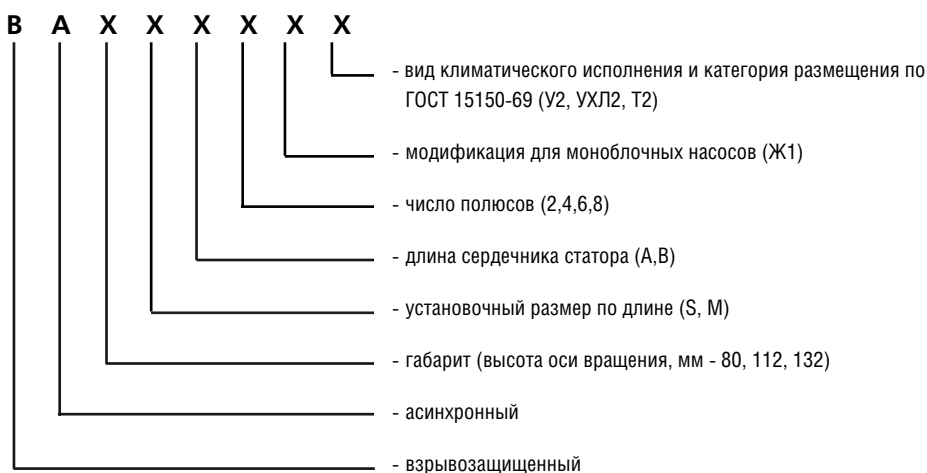 В А Х Х Х Х Х Х
- вид климатического исполнения и категория размещения по
ГОСТ 15150-69 (У2, УХЛ2, Т2)
- модификация для моноблочных насосов (Ж1)
- число полюсов (2,4,6,8)
- длина сердечника статора (А,В)
- установочный размер по длине (S, M)
- габарит (высота оси вращения, мм - 80, 112, 132)
- асинхронный
- взрывозащищенный